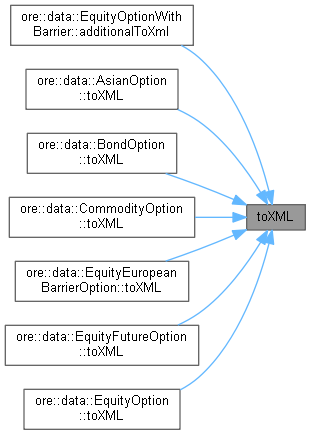 ore::data::EquityOptionWith
Barrier::additionalToXml
ore::data::AsianOption
::toXML
ore::data::BondOption
::toXML
ore::data::CommodityOption
::toXML
toXML
ore::data::EquityEuropean
BarrierOption::toXML
ore::data::EquityFutureOption
::toXML
ore::data::EquityOption
::toXML